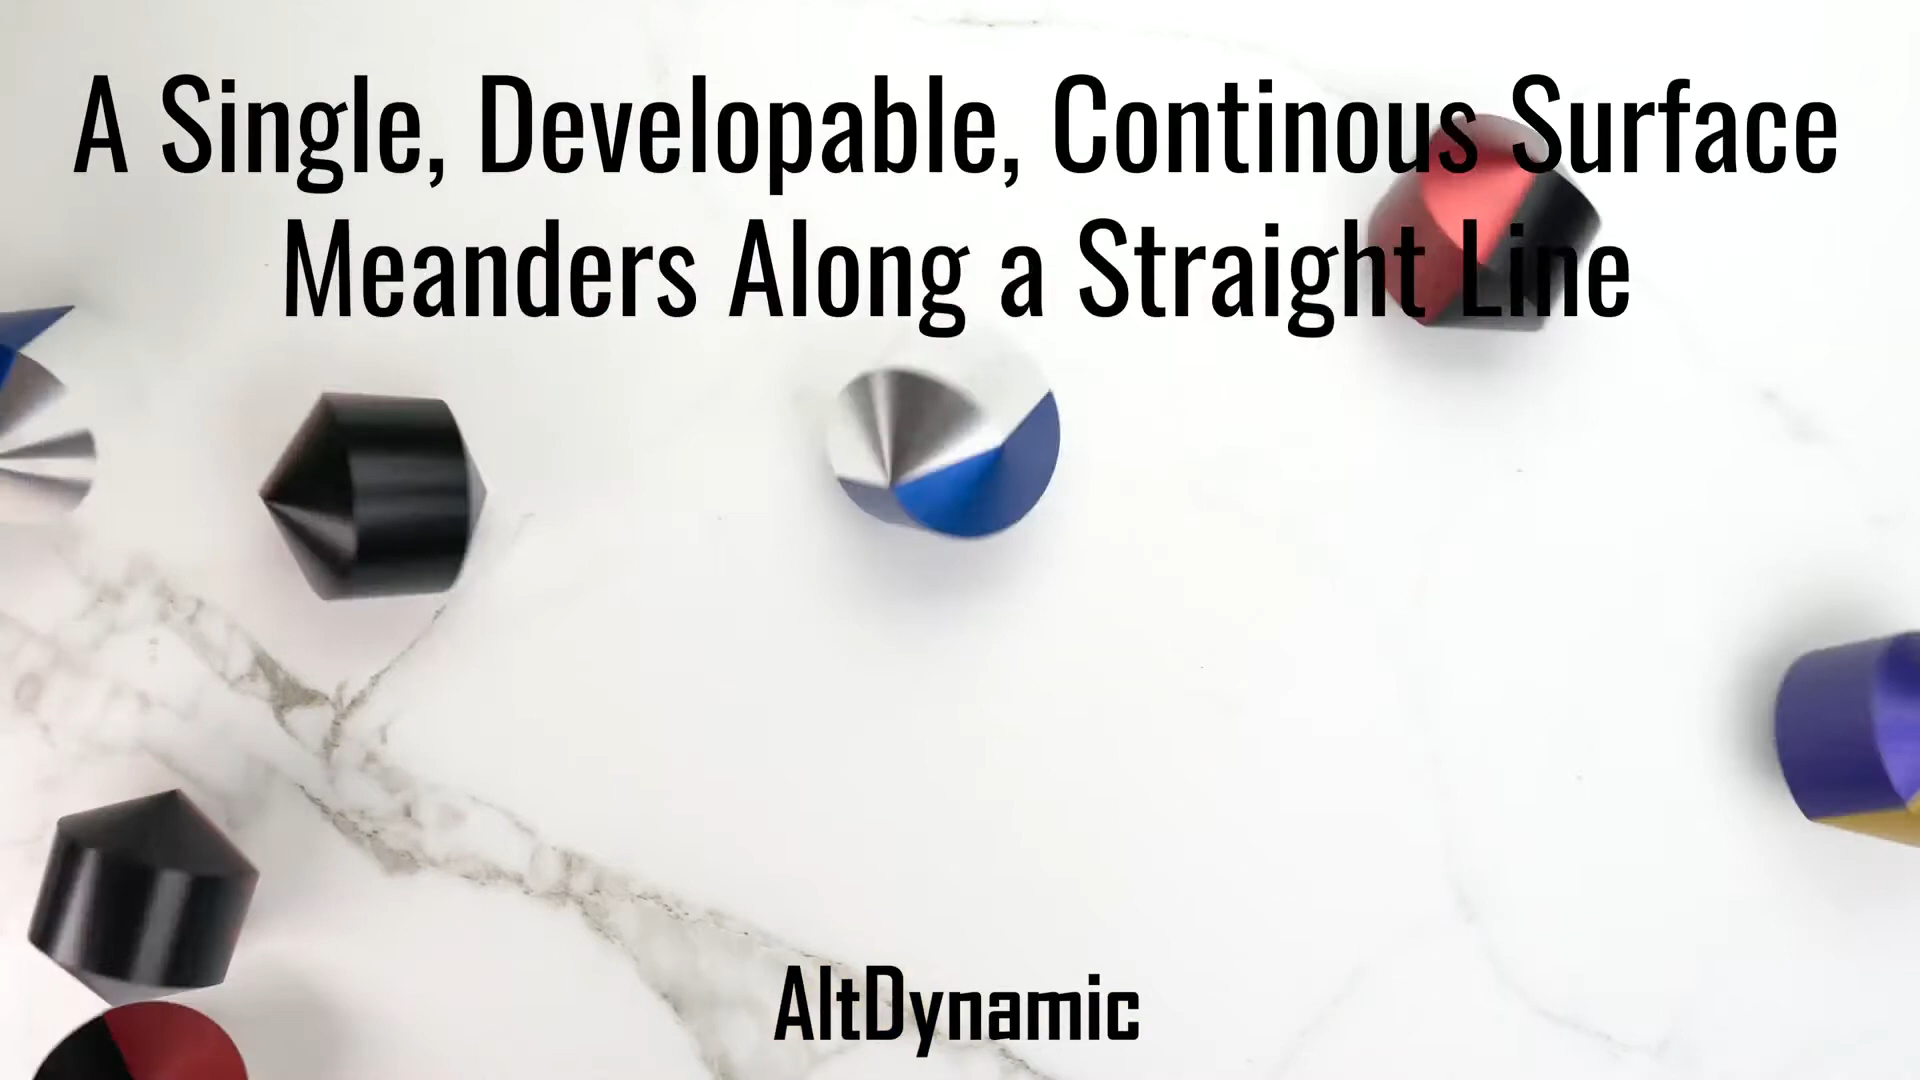 A Single, Developable, Continous Surface
Meanders Along a Straight Line
AltDynamic